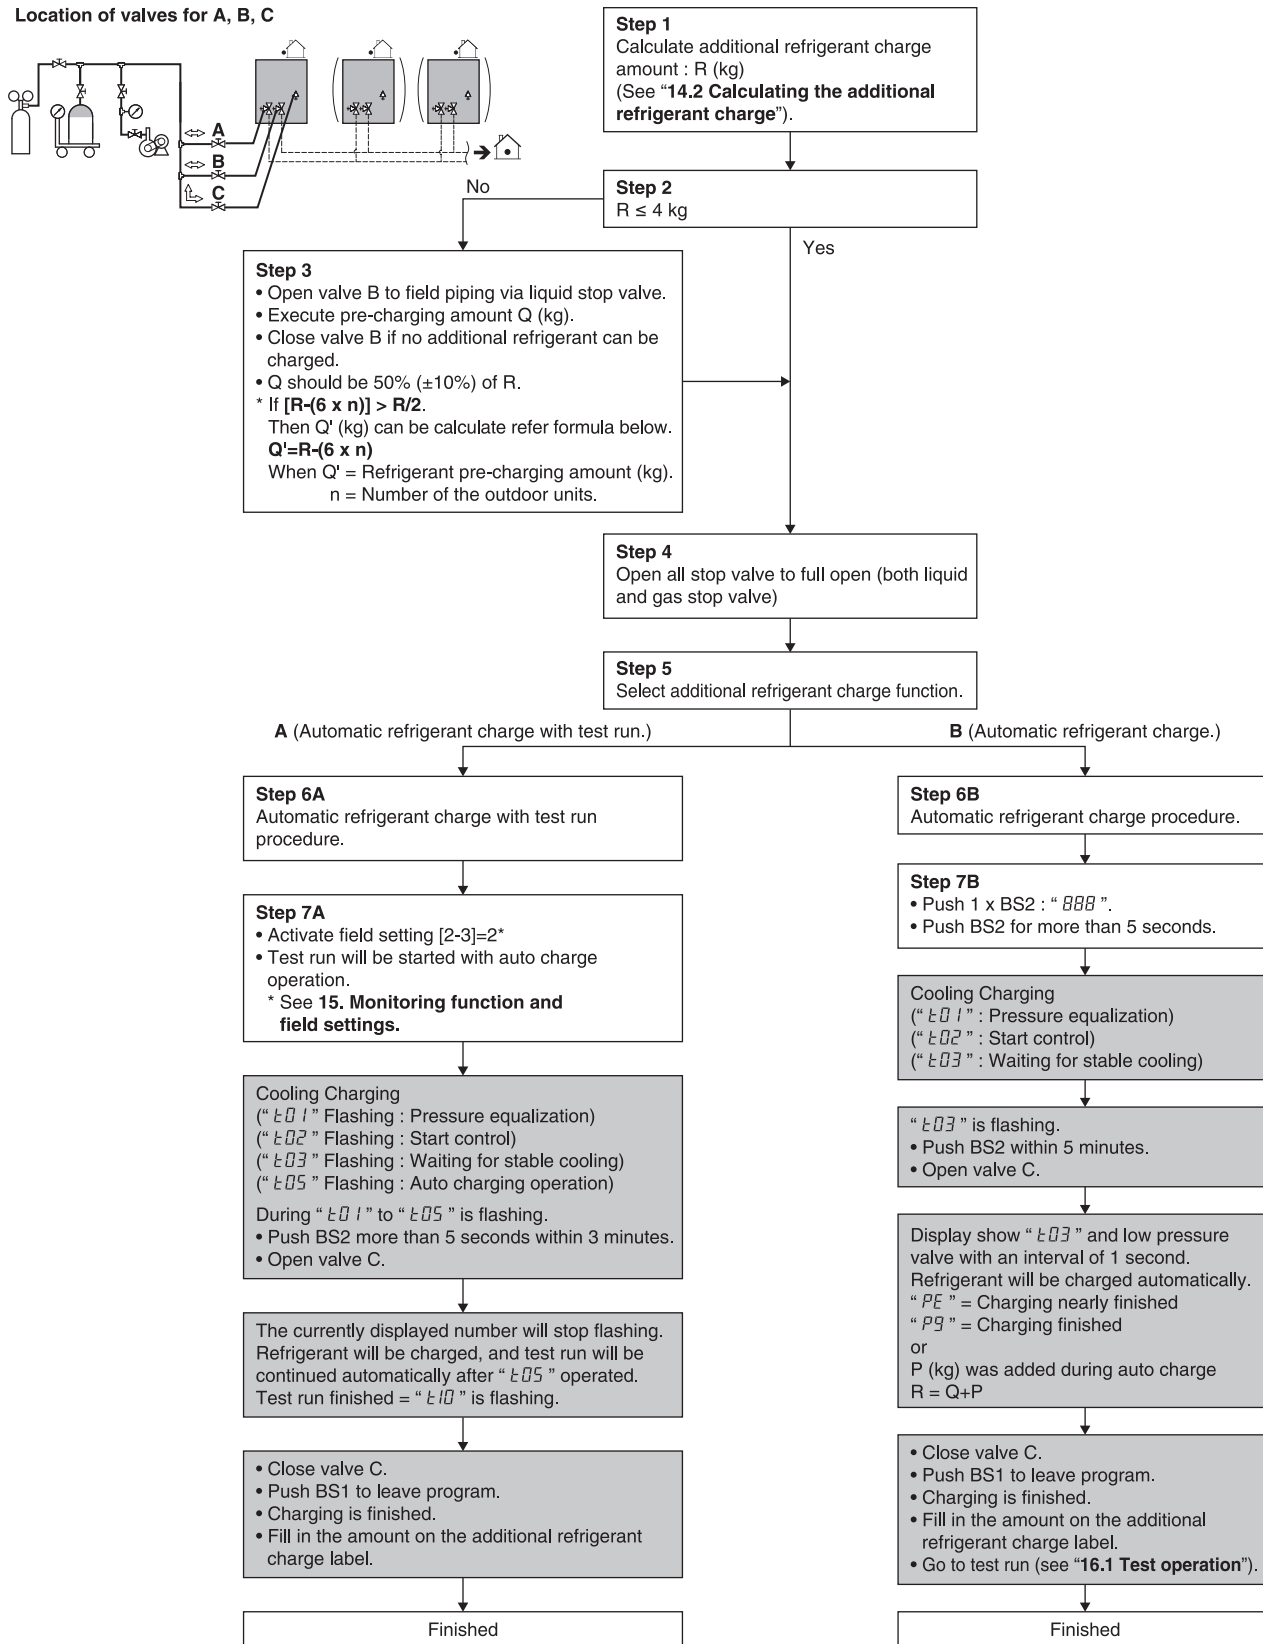 Location of valves for A, B, C
A
B
C
Step 1
Calculate additional refrigerant charge
amount : R (kg)
(See “14.2 Calculating the additional
refrigerant charge”).
Step 2
R ≤ 4 kg
No
Yes
Step 3
• Open valve B to field piping via liquid stop valve.
• Execute pre-charging amount Q (kg).
• Close valve B if no additional refrigerant can be
charged.
• Q should be 50% (±10%) of R.
* If [R-(6 x n)] > R/2.
Then Q' (kg) can be calculate refer formula below.
Q'=R-(6 x n)
When Q' = Refrigerant pre-charging amount (kg).
n = Number of the outdoor units.
Step 4
Open all stop valve to full open (both liquid
and gas stop valve)
Step 5
Select additional refrigerant charge function.
A (Automatic refrigerant charge with test run.)
B (Automatic refrigerant charge.)
Step 6A
Automatic refrigerant charge with test run
procedure.
Step 7A
• Activate field setting [2-3]=2*
• Test run will be started with auto charge
operation.
* See 15. Monitoring function and
field settings.
Cooling Charging
(“ t01 ” Flashing : Pressure equalization)
(“ t02 ” Flashing : Start control)
(“ t03 ” Flashing : Waiting for stable cooling)
(“ t05 ” Flashing : Auto charging operation)
During “ t01 ” to “ t05 ” is flashing.
• Push BS2 more than 5 seconds within 3 minutes.
• Open valve C.
The currently displayed number will stop flashing.
Refrigerant will be charged, and test run will be
continued automatically after “ t05 ” operated.
Test run finished = “ t10 ” is flashing.
• Close valve C.
• Push BS1 to leave program.
• Charging is finished.
• Fill in the amount on the additional refrigerant
charge label.
Finished
Step 6B
Automatic refrigerant charge procedure.
Step 7B
• Push 1 x BS2 : “ 888 ”.
• Push BS2 for more than 5 seconds.
Cooling Charging
(“ t01 ” : Pressure equalization)
(“ t02 ” : Start control)
(“ t03 ” : Waiting for stable cooling)
“ t03 ” is flashing.
• Push BS2 within 5 minutes.
• Open valve C.
Display show “ t03 ” and low pressure
valve with an interval of 1 second.
Refrigerant will be charged automatically.
“ PE ” = Charging nearly finished
“ P9 ” = Charging finished
or
P (kg) was added during auto charge
R = Q+P
• Close valve C.
• Push BS1 to leave program.
• Charging is finished.
• Fill in the amount on the additional
refrigerant charge label.
• Go to test run (see “16.1 Test operation”).
Finished